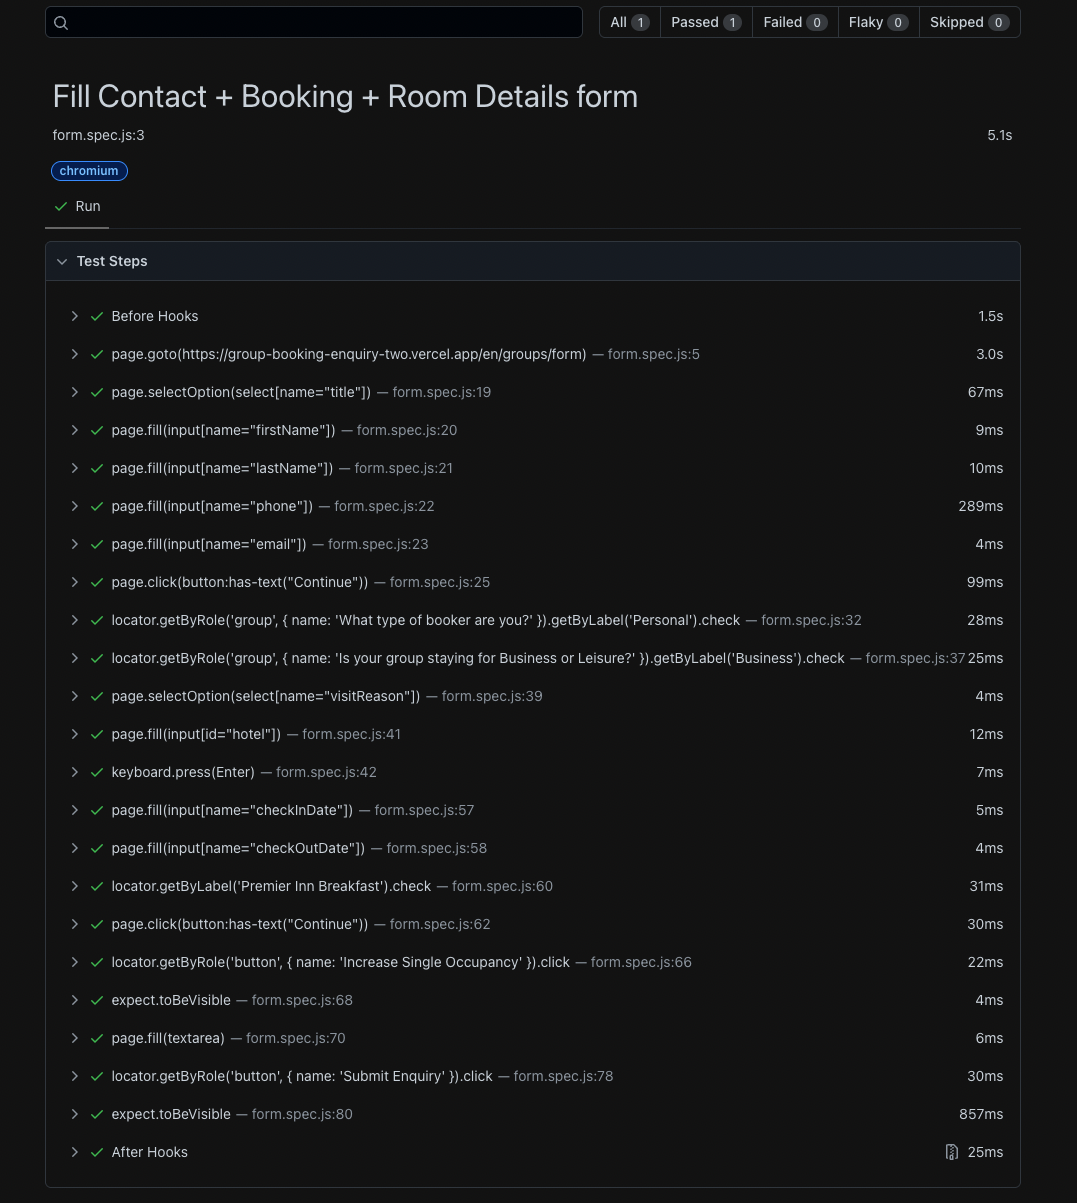 All 1 Passed 1 Failed 0 Flaky 0 Skipped 0
Fill Contact + Booking + Room Details form
form.spec.js:3 5.1s
chromium
Run
Test Steps
Before Hooks 1.5s
page.goto(https://group-booking-enquiry-two.vercel.app/en/groups/form) — form.spec.js:5 3.0s
page.selectOption(select[name="title"]) — form.spec.js:19 67ms
page.fill(input[name="firstName"]) — form.spec.js:20 9ms
page.fill(input[name="lastName"]) — form.spec.js:21 10ms
page.fill(input[name="phone"]) — form.spec.js:22 289ms
page.fill(input[name="email"]) — form.spec.js:23 4ms
page.click(button:has-text("Continue")) — form.spec.js:25 99ms
locator.getByRole('group', { name: 'What type of booker are you?' }).getByLabel('Personal').check — form.spec.js:32 28ms
locator.getByRole('group', { name: 'Is your group staying for Business or Leisure?' }).getByLabel('Business').check — form.spec.js:37 25ms
page.selectOption(select[name="visitReason"]) — form.spec.js:39 4ms
page.fill(input[id="hotel"]) — form.spec.js:41 12ms
keyboard.press(Enter) — form.spec.js:42 7ms
page.fill(input[name="checkInDate"]) — form.spec.js:57 5ms
page.fill(input[name="checkOutDate"]) — form.spec.js:58 4ms
locator.getByLabel('Premier Inn Breakfast').check — form.spec.js:60 31ms
page.click(button:has-text("Continue")) — form.spec.js:62 30ms
locator.getByRole('button', { name: 'Increase Single Occupancy' }).click — form.spec.js:66 22ms
expect.toBeVisible — form.spec.js:68 4ms
page.fill(textarea) — form.spec.js:70 6ms
locator.getByRole('button', { name: 'Submit Enquiry' }).click — form.spec.js:78 30ms
expect.toBeVisible — form.spec.js:80 857ms
After Hooks 25ms